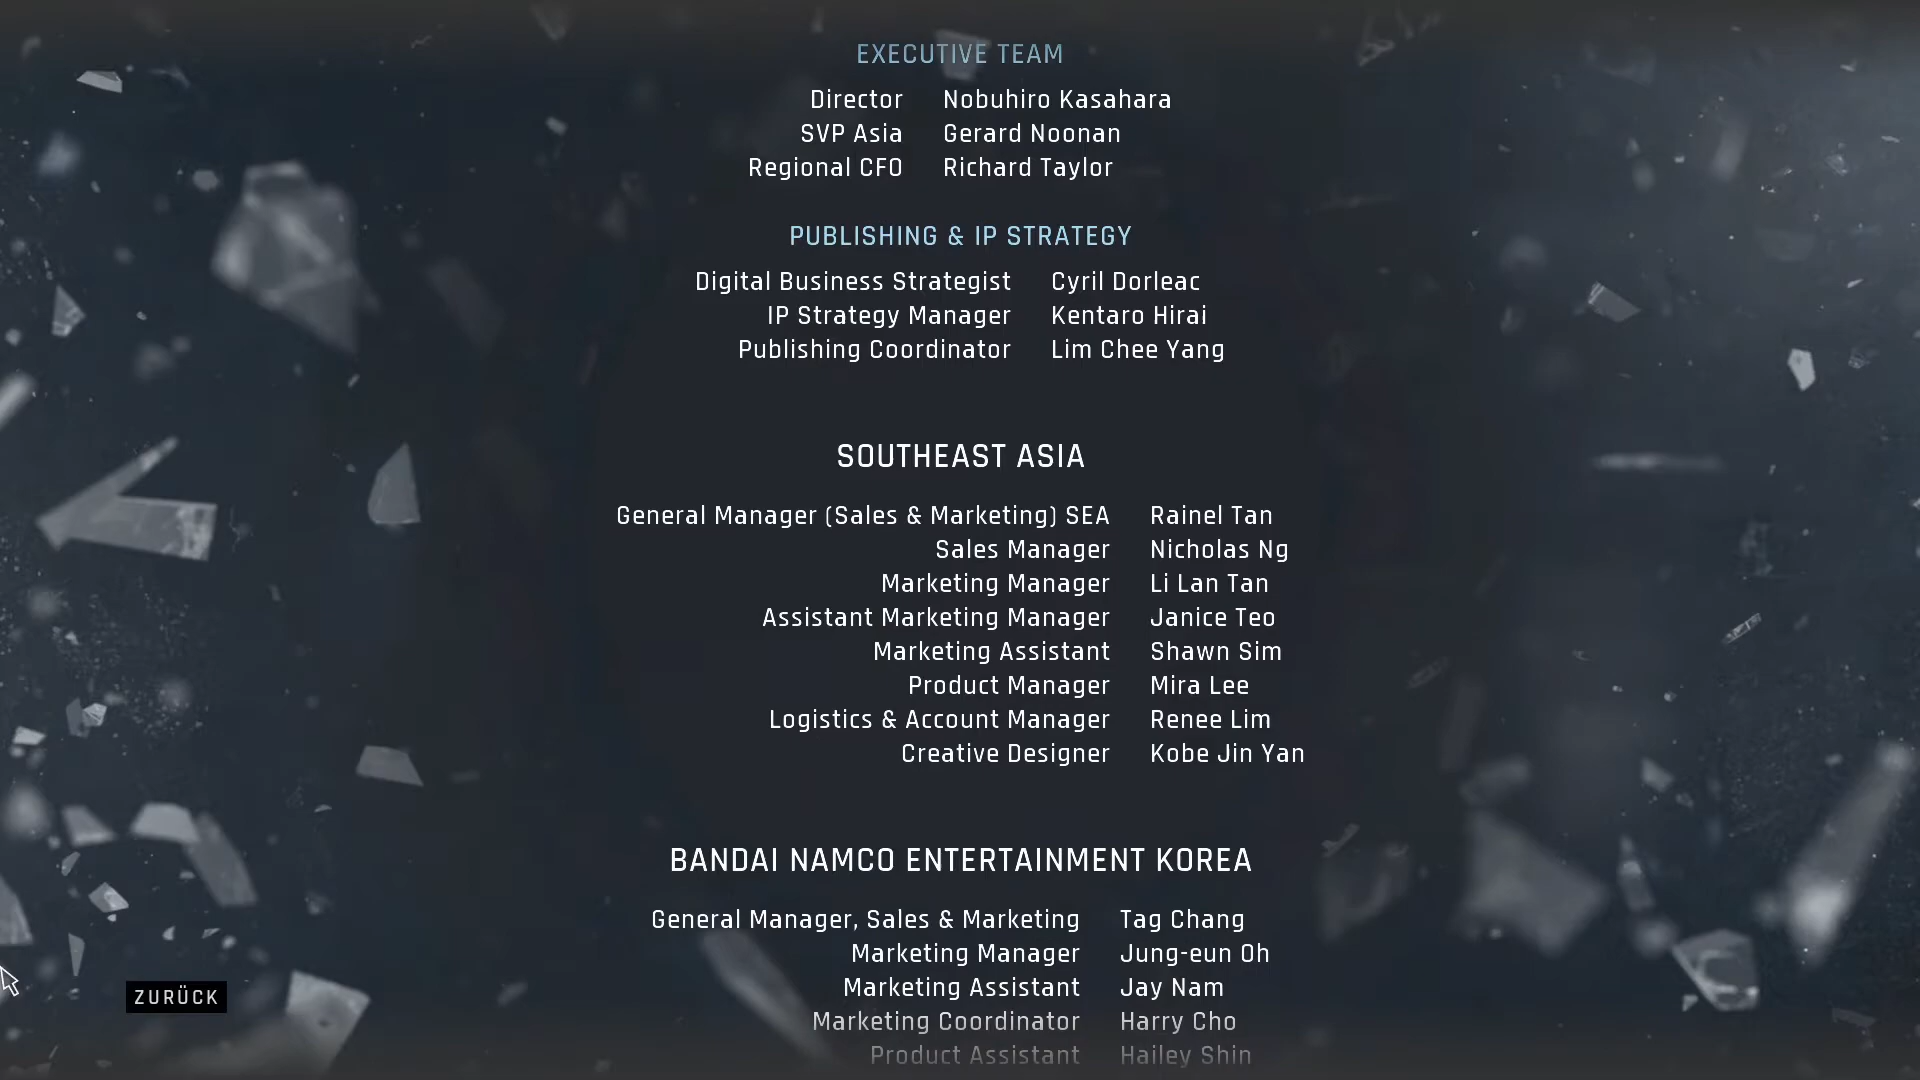 EXECUTIVE TEAM
Director Nobuhiro Kasahara
SVP Asia Gerard Noonan
Regional CFO Richard Taylor
PUBLISHING & IP STRATEGY
Digital Business Strategist Cyril Dorleac
IP Strategy Manager Kentaro Hirai
Publishing Coordinator Lim Chee Yang
SOUTHEAST ASIA
General Manager (Sales & Marketing) SEA Rainel Tan
Sales Manager Nicholas Ng
Marketing Manager Li Lan Tan
Assistant Marketing Manager Janice Teo
Marketing Assistant Shawn Sim
Product Manager Mira Lee
Logistics & Account Manager Renee Lim
Creative Designer Kobe Jin Yan
BANDAI NAMCO ENTERTAINMENT KOREA
General Manager, Sales & Marketing Tag Chang
Marketing Manager Jung-eun Oh
Marketing Assistant Jay Nam
Marketing Coordinator Harry Cho
Product Assistant Hailey Shin
ZURÜCK